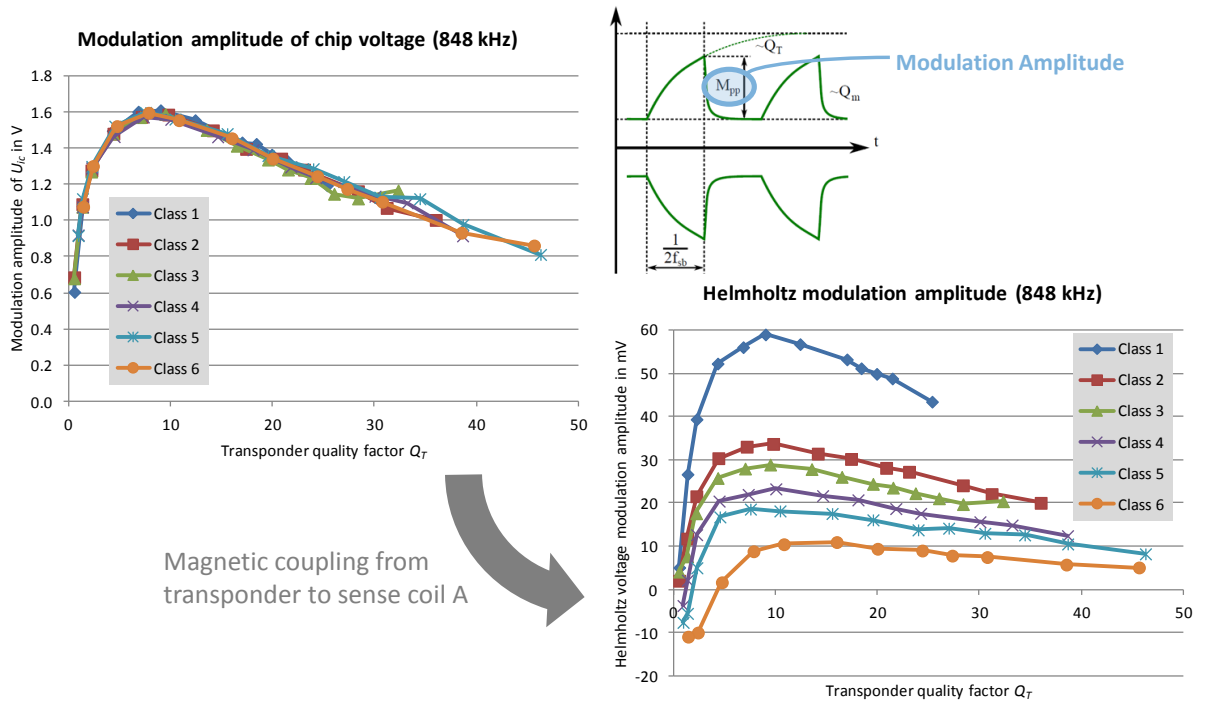 Modulation amplitude of chip voltage (848 kHz)
Modulation amplitude of U_ic in V
1.8
1.6
1.4
1.2
1.0
0.8
0.6
0.4
0.2
0.0
Class 1
Class 2
Class 3
Class 4
Class 5
Class 6
0 10 20 30 40 50
Transponder quality factor Q_T
~Q_T
M_pp
~Q_m
t
1
2f_sb
Modulation Amplitude
Magnetic coupling from
transponder to sense coil A
Helmholtz modulation amplitude (848 kHz)
Helmholtz voltage modulation amplitude in mV
60
50
40
30
20
10
0
-10
-20
Class 1
Class 2
Class 3
Class 4
Class 5
Class 6
0 10 20 30 40 50
Transponder quality factor Q_T